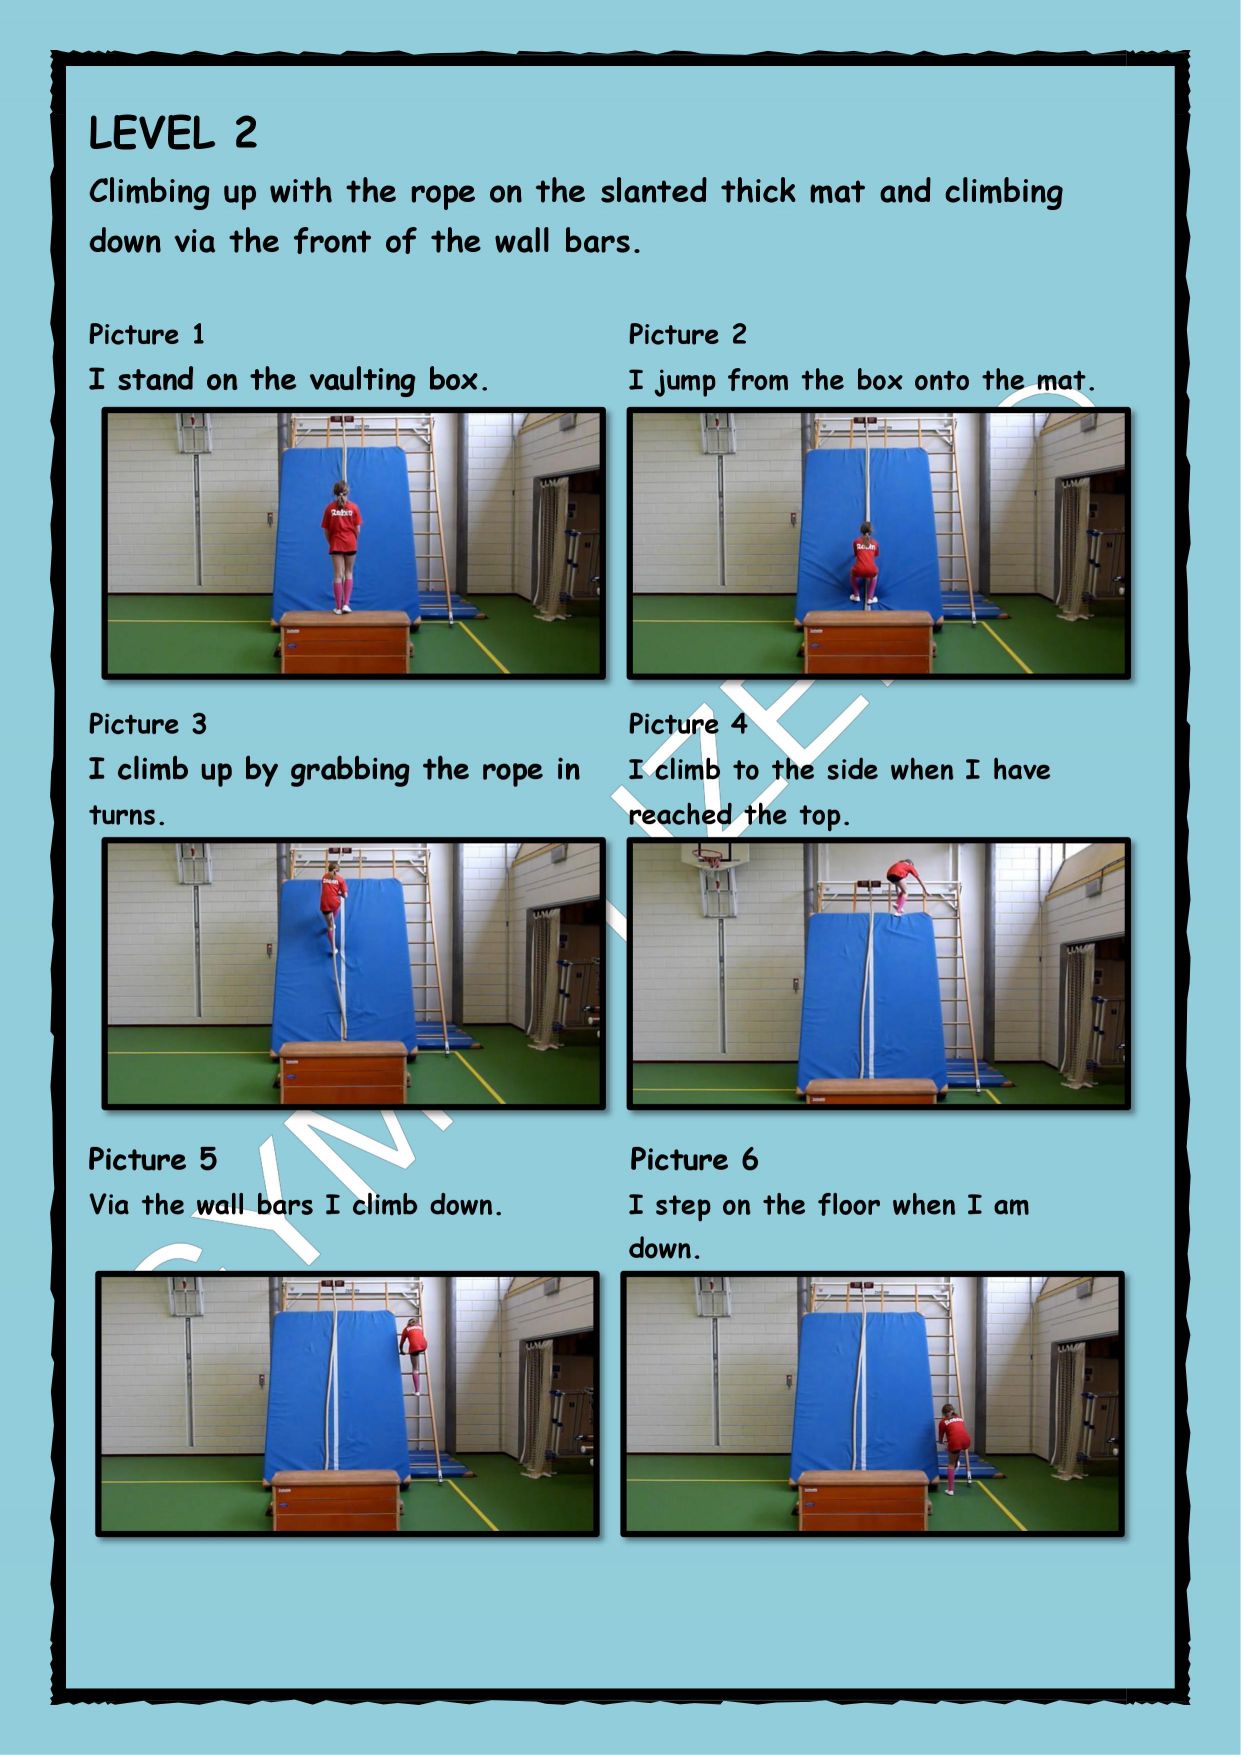 LEVEL 2
Climbing up with the rope on the slanted thick mat and climbing
down via the front of the wall bars.
Picture 1
I stand on the vaulting box.
Picture 2
I jump from the box onto the mat.
Picture 3
I climb up by grabbing the rope in
turns.
Picture 4
I climb to the side when I have
reached the top.
Picture 5
Via the wall bars I climb down.
Picture 6
I step on the floor when I am
down.